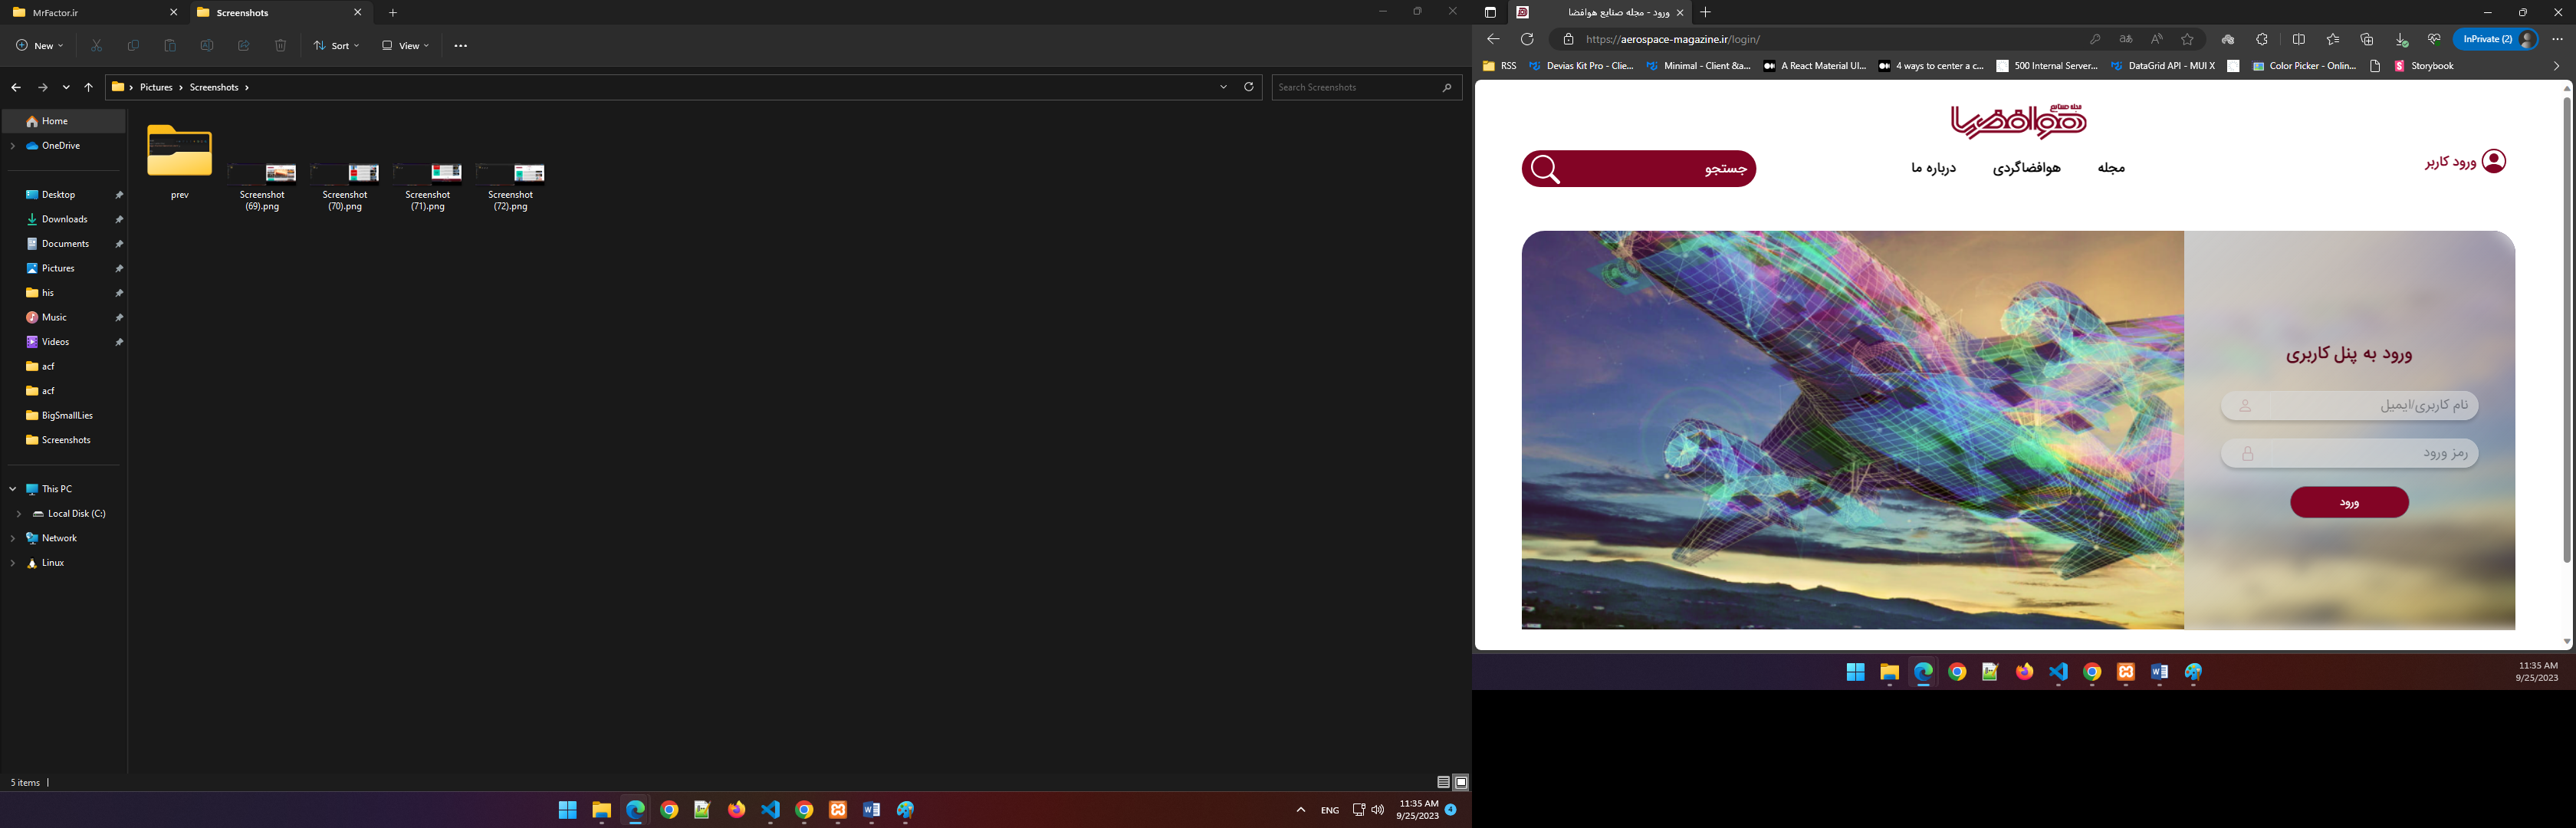 MrFactor.ir
Screenshots
New
Sort
View
Pictures
Screenshots
Search Screenshots
Home
OneDrive
Desktop
Downloads
Documents
Pictures
his
Music
Videos
acf
acf
BigSmallLies
Screenshots
This PC
Local Disk (C:)
Network
Linux
prev
Screenshot
(69).png
Screenshot
(70).png
Screenshot
(71).png
Screenshot
(72).png
5 items
ENG
11:35 AM
9/25/2023
4
ورود - مجله صنایع هوافضا
https://aerospace-magazine.ir/login/
InPrivate (2)
RSS
Devias Kit Pro - Clie...
Minimal - Client &a...
A React Material UI...
4 ways to center a c...
500 Internal Server...
DataGrid API - MUI X
Color Picker - Onlin...
Storybook
مجله صنایع
هوافضا
ورود کاربر
مجله
هوافضاگردی
درباره ما
جستجو
ورود به پنل کاربری
نام کاربری/ایمیل
رمز ورود
ورود
11:35 AM
9/25/2023